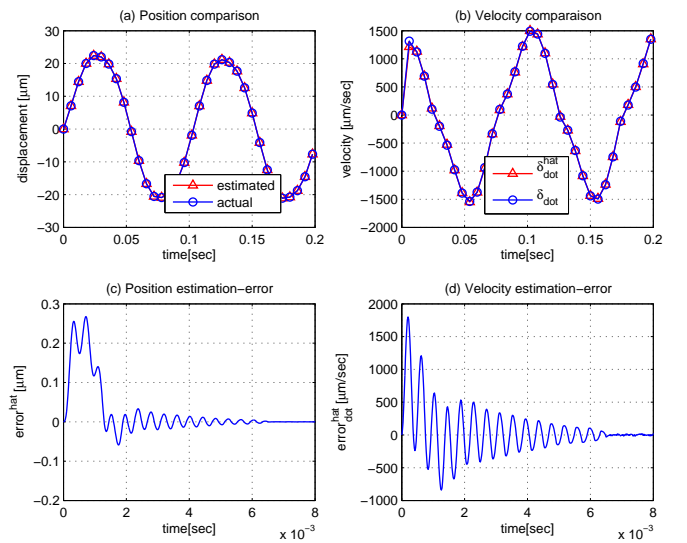 (a) Position comparison
displacement [μm]
30
20
10
0
−10
−20
−30
0
0.05
0.1
0.15
0.2
time[sec]
estimated
actual
(b) Velocity comparaison
velocity [μm/sec]
1500
1000
500
0
−500
−1000
−1500
−2000
0
0.05
0.1
0.15
0.2
time[sec]
δ^hat_dot
δ_dot
(c) Position estimation−error
error^hat [μm]
0.3
0.2
0.1
0
−0.1
−0.2
0
2
4
6
8
time[sec]
x 10^−3
(d) Velocity estimation−error
error^hat_dot [μm/sec]
2000
1500
1000
500
0
−500
−1000
0
2
4
6
8
time[sec]
x 10^−3